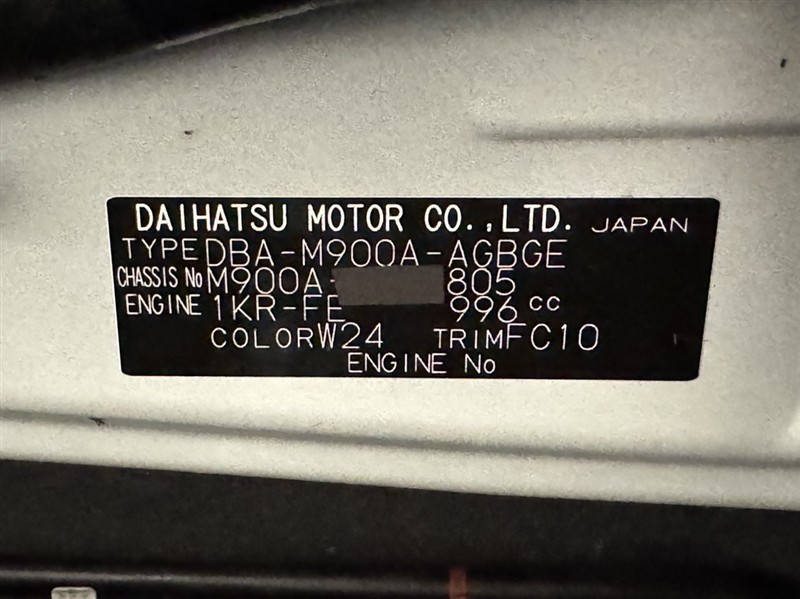 DAIHATSU MOTOR CO.,LTD. JAPAN
TYPE DBA-M900A-AGBGE
CHASSIS No M900A- 805
ENGINE 1KR-FE 996 cc
COLOR W24 TRIM FC10
ENGINE No